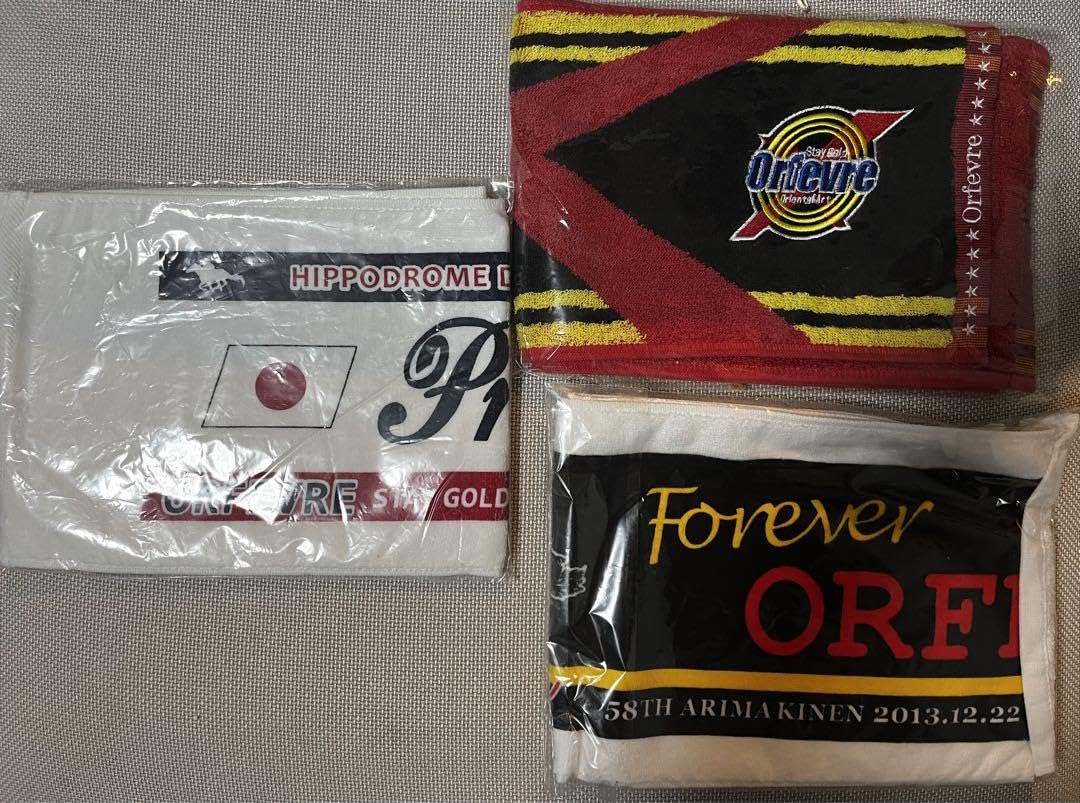 HIPPODROME D
Pr
ORFEVRE STAY GOLD
Stay Gold
Orfevre
Oriental Art
★★★★★★ Orfevre ★★★★★★
Forever
ORF
58TH ARIMA KINEN 2013.12.22